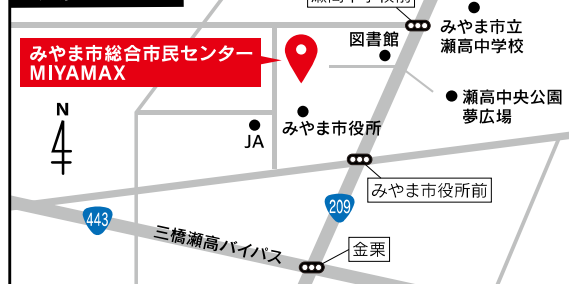 図書館
みやま市立
瀬高中学校
みやま市総合市民センター
MIYAMAX
瀬高中央公園
夢広場
N
JA
みやま市役所
みやま市役所前
209
443
三橋瀬高バイパス
金栗